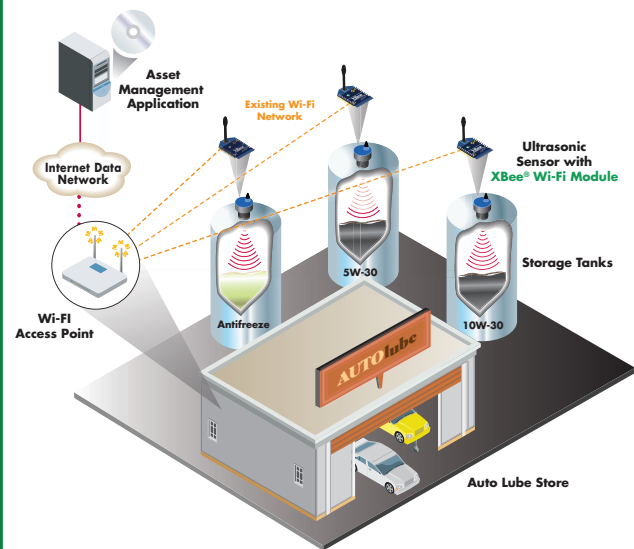 Asset
Management
Application
Existing Wi-Fi
Network
Internet Data
Network
Ultrasonic
Sensor with
XBee® Wi-Fi Module
Wi-FI
Access Point
Antifreeze
5W-30
10W-30
Storage Tanks
AUTOlube
Auto Lube Store